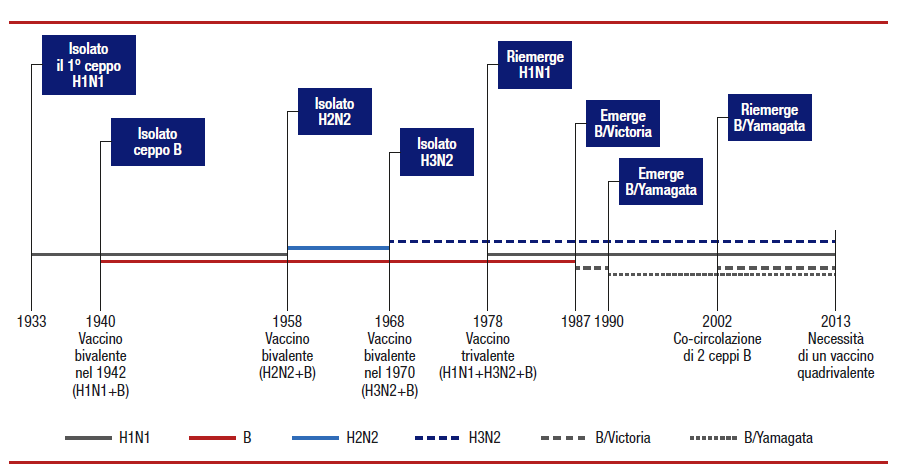 Isolato
il 1° ceppo
H1N1
Isolato
ceppo B
Isolato
H2N2
Isolato
H3N2
Riemerge
H1N1
Emerge
B/Victoria
Emerge
B/Yamagata
Riemerge
B/Yamagata
1933
1940
Vaccino
bivalente
nel 1942
(H1N1+B)
1958
Vaccino
bivalente
(H2N2+B)
1968
Vaccino
bivalente
nel 1970
(H3N2+B)
1978
Vaccino
trivalente
(H1N1+H3N2+B)
1987
1990
2002
Co-circolazione
di 2 ceppi B
2013
Necessità
di un vaccino
quadrivalente
H1N1
B
H2N2
H3N2
B/Victoria
B/Yamagata